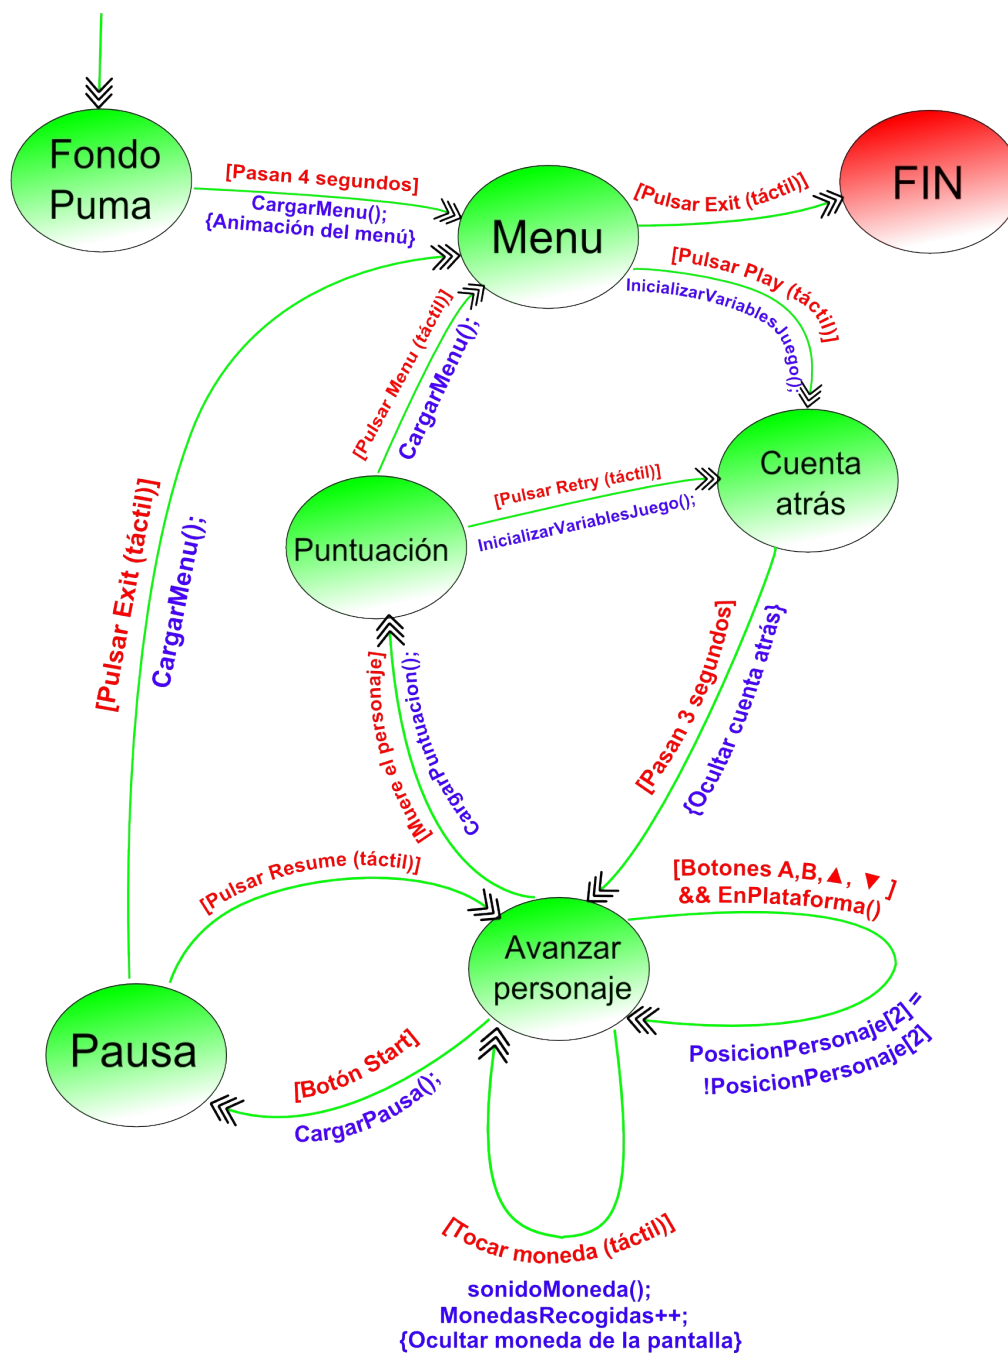 Fondo
Puma
[Pasan 4 segundos]
CargarMenu();
{Animación del menú}
Menu
[Pulsar Exit (táctil)]
FIN
[Pulsar Play (táctil)]
InicializarVariablesJuego();
[Pulsar Menu (táctil)]
CargarMenu();
Cuenta
atrás
[Pulsar Retry (táctil)]
InicializarVariablesJuego();
Puntuación
[Pulsar Exit (táctil)]
CargarMenu();
[Muere el personaje]
CargarPuntuacion();
[Pasan 3 segundos]
{Ocultar cuenta atrás}
[Pulsar Resume (táctil)]
[Botones A,B,▲, ▼ ]
&& EnPlataforma()
Avanzar
personaje
PosicionPersonaje[2] =
!PosicionPersonaje[2]
Pausa
[Botón Start]
CargarPausa();
[Tocar moneda (táctil)]
sonidoMoneda();
MonedasRecogidas++;
{Ocultar moneda de la pantalla}